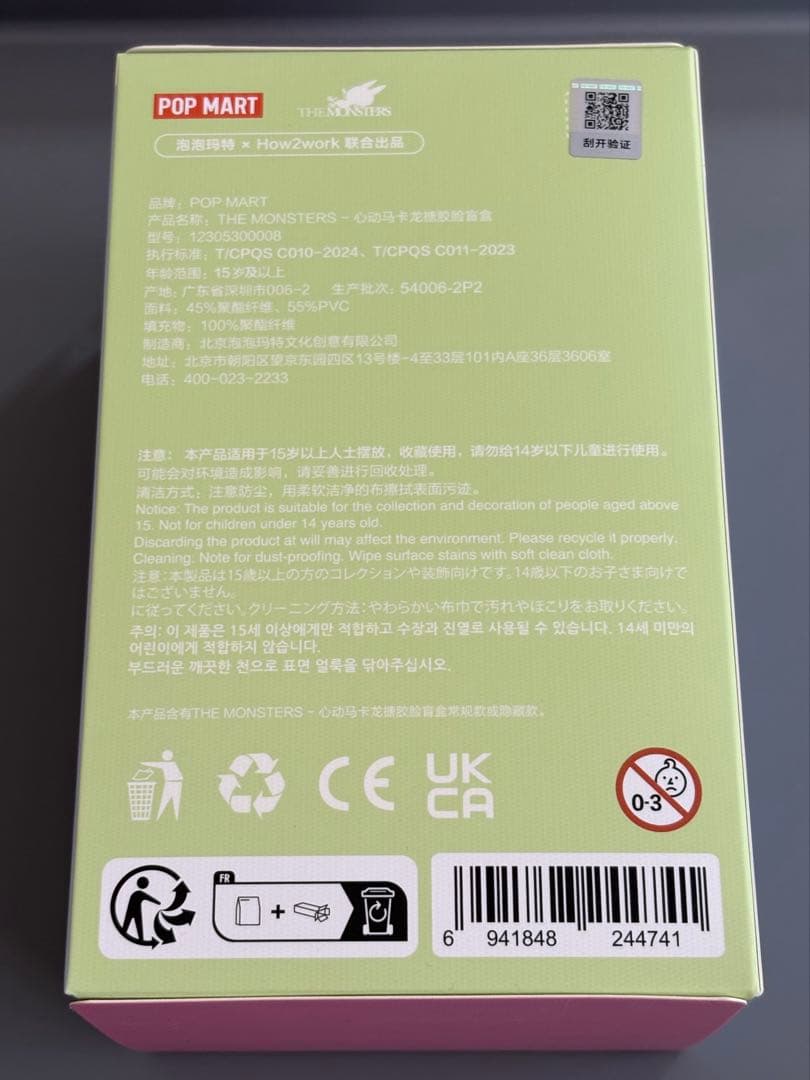 POP MART
THE MONSTERS
泡泡玛特 × How2work 联合出品
刮开验证
品牌：POP MART
产品名称：THE MONSTERS - 心动马卡龙搪胶脸盲盒
型号：12305300008
执行标准：T/CPQS C010-2024、T/CPQS C011-2023
年龄范围：15岁及以上
产地：广东省深圳市006-2 生产批次：54006-2P2
面料：45%聚酯纤维、55%PVC
填充物：100%聚酯纤维
制造商：北京泡泡玛特文化创意有限公司
地址：北京市朝阳区望京东园四区13号楼-4至33层101内A座36层3606室
电话：400-023-2233
注意：本产品适用于15岁以上人士摆放，收藏使用，请勿给14岁以下儿童进行使用。
可能会对环境造成影响，请妥善进行回收处理。
清洁方式：注意防尘，用柔软洁净的布擦拭表面污迹。
Notice: The product is suitable for the collection and decoration of people aged above
15. Not for children under 14 years old.
Discarding the product at will may affect the environment. Please recycle it properly.
Cleaning: Note for dust-proofing. Wipe surface stains with soft clean cloth.
注意:本製品は15歳以上の方のコレクションや装飾向けです。14歳以下のお子さま向けで
はございません。
に従ってください。クリーニング方法:やわらかい布巾で汚れやほこりをお取りください。
주의: 이 제품은 15세 이상에게만 적합하고 수장과 진열로 사용될 수 있습니다. 14세 미만의
어린이에게 적합하지 않습니다.
부드러운 깨끗한 천으로 표면 얼룩을 닦아주십시오.
本产品含有THE MONSTERS - 心动马卡龙搪胶脸盲盒常规款或隐藏款。
CE
UK
CA
0-3
FR
+
6 941848 244741